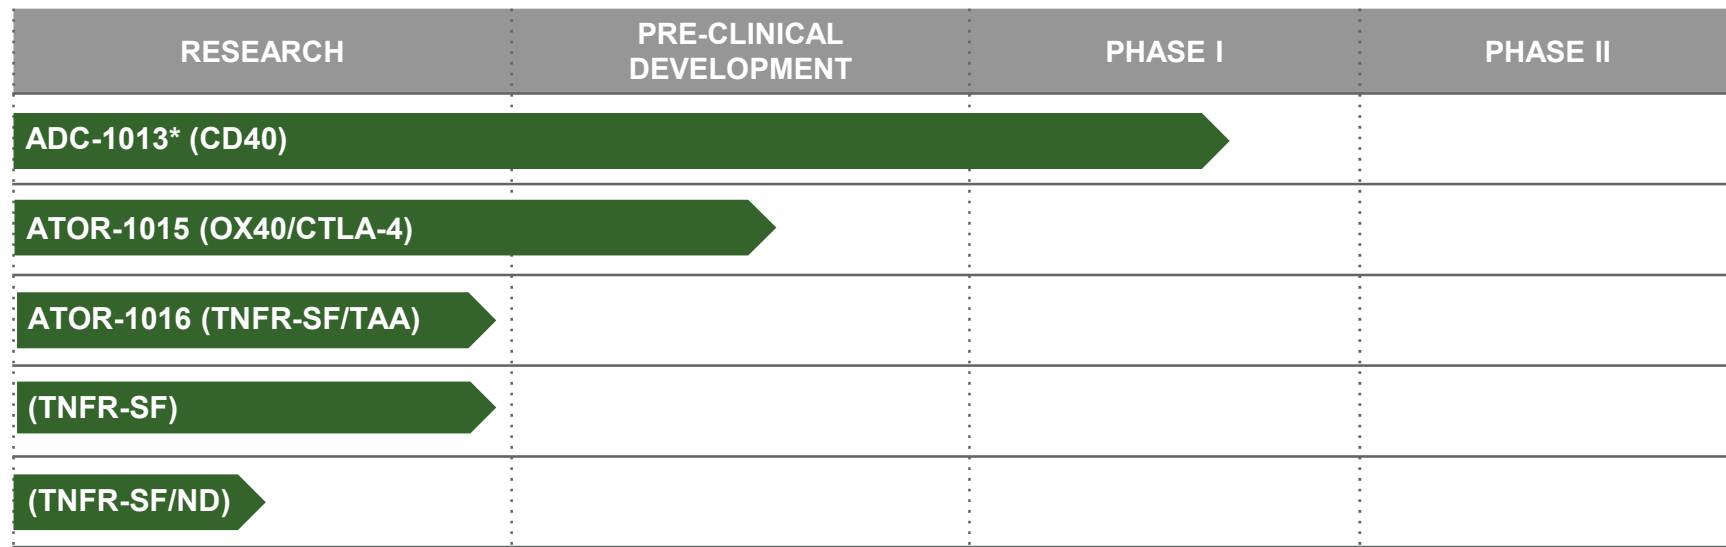 RESEARCH
PRE-CLINICAL
DEVELOPMENT
PHASE I
PHASE II
ADC-1013* (CD40)
ATOR-1015 (OX40/CTLA-4)
ATOR-1016 (TNFR-SF/TAA)
(TNFR-SF)
(TNFR-SF/ND)